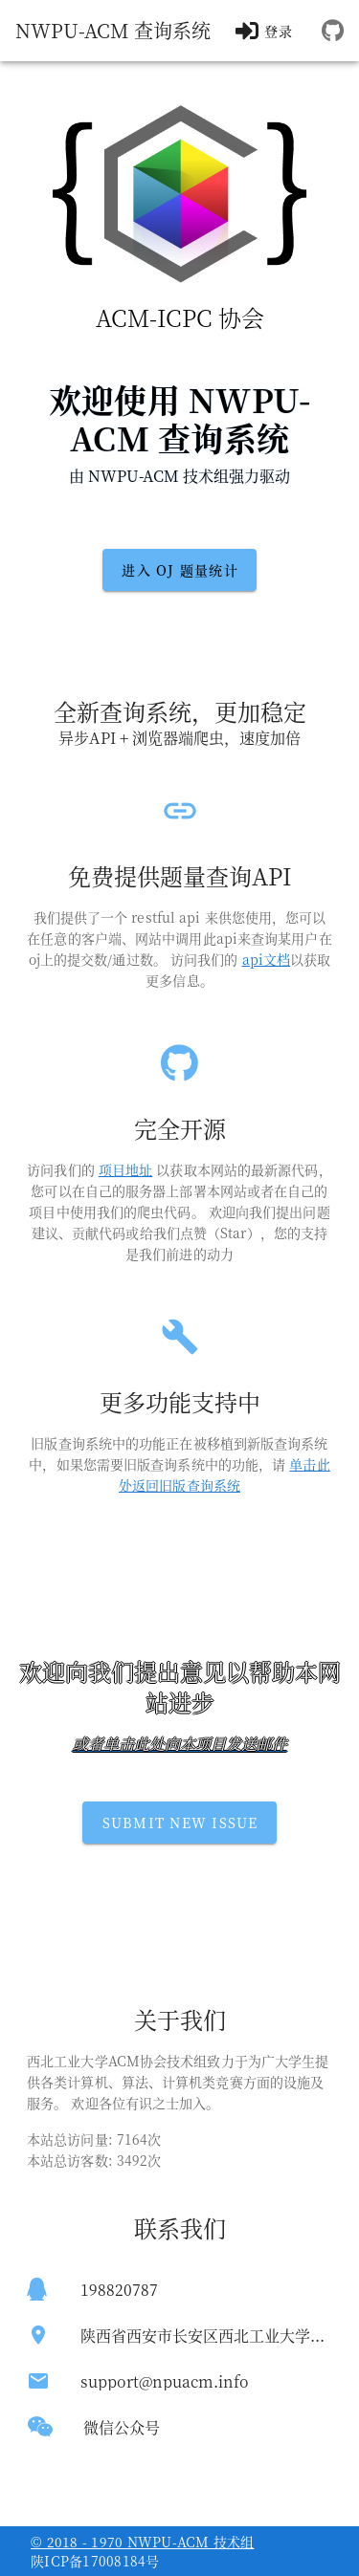 NWPU-ACM 查询系统 登录
ACM-ICPC 协会
欢迎使用 NWPU-
ACM 查询系统
由 NWPU-ACM 技术组强力驱动
进入 OJ 题量统计
全新查询系统，更加稳定
异步API + 浏览器端爬虫，速度加倍
免费提供题量查询API
我们提供了一个 restful api 来供您使用，您可以
在任意的客户端、网站中调用此api来查询某用户在
oj上的提交数/通过数。 访问我们的 api文档以获取
更多信息。
完全开源
访问我们的 项目地址 以获取本网站的最新源代码，
您可以在自己的服务器上部署本网站或者在自己的
项目中使用我们的爬虫代码。 欢迎向我们提出问题
建议、贡献代码或给我们点赞（Star），您的支持
是我们前进的动力
更多功能支持中
旧版查询系统中的功能正在被移植到新版查询系统
中，如果您需要旧版查询系统中的功能，请 单击此
处返回旧版查询系统
欢迎向我们提出意见以帮助本网
站进步
或者单击此处向本项目发送邮件
SUBMIT NEW ISSUE
关于我们
西北工业大学ACM协会技术组致力于为广大学生提
供各类计算机、算法、计算机类竞赛方面的设施及
服务。 欢迎各位有识之士加入。
本站总访问量: 7164次
本站总访客数: 3492次
联系我们
198820787
陕西省西安市长安区西北工业大学...
support@npuacm.info
微信公众号
© 2018 - 1970 NWPU-ACM 技术组
陕ICP备17008184号